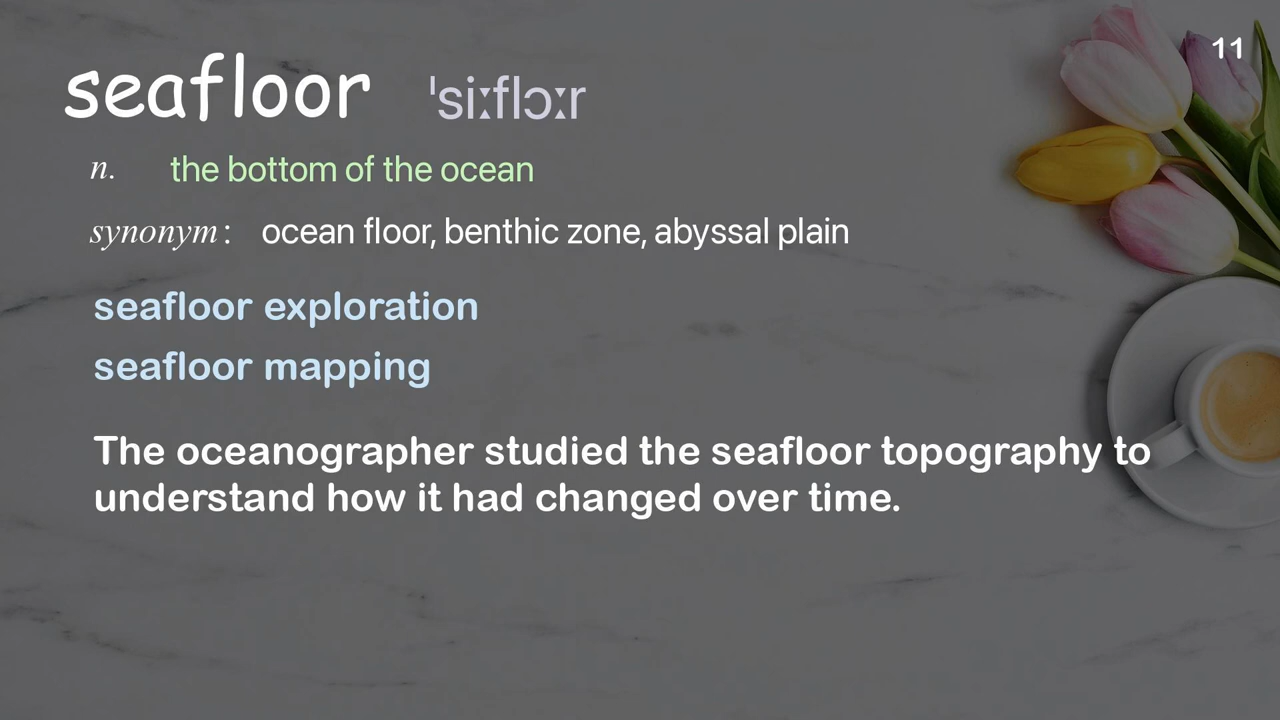 11
seafloor ˈsiːflɔːr
n. the bottom of the ocean
synonym : ocean floor, benthic zone, abyssal plain
seafloor exploration
seafloor mapping
The oceanographer studied the seafloor topography to
understand how it had changed over time.